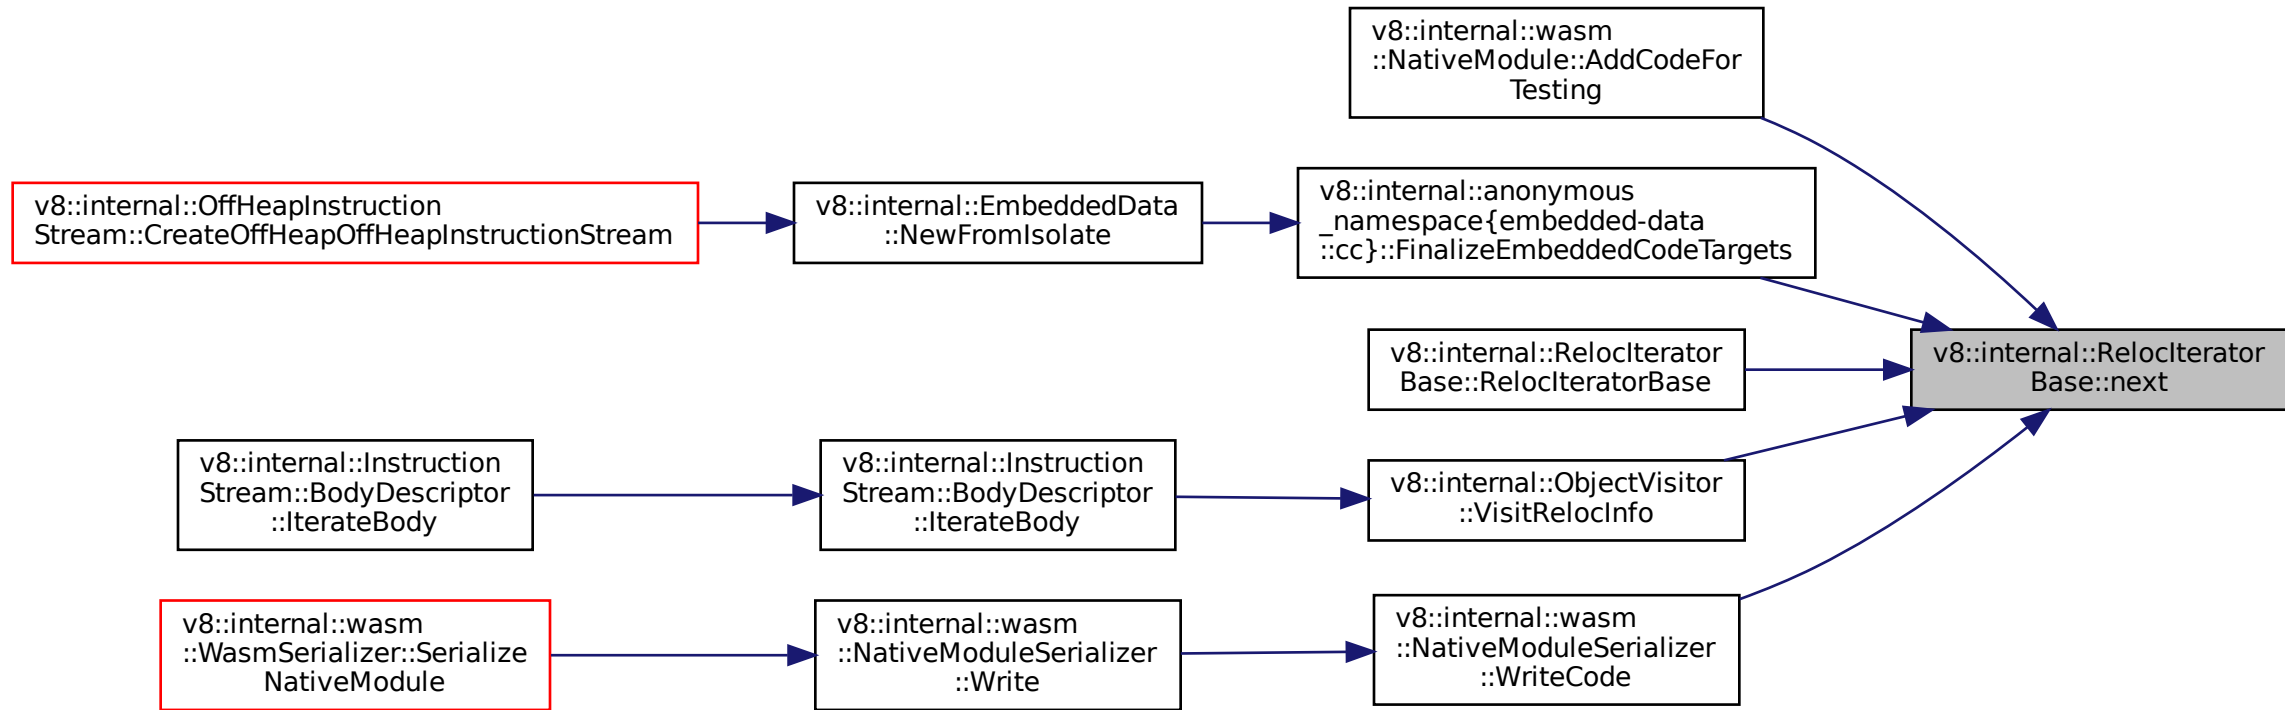 v8::internal::wasm
::NativeModule::AddCodeFor
Testing
v8::internal::OffHeapInstruction
Stream::CreateOffHeapOffHeapInstructionStream
v8::internal::EmbeddedData
::NewFromIsolate
v8::internal::anonymous
_namespace{embedded-data
::cc}::FinalizeEmbeddedCodeTargets
v8::internal::RelocIterator
Base::RelocIteratorBase
v8::internal::RelocIterator
Base::next
v8::internal::Instruction
Stream::BodyDescriptor
::IterateBody
v8::internal::Instruction
Stream::BodyDescriptor
::IterateBody
v8::internal::ObjectVisitor
::VisitRelocInfo
v8::internal::wasm
::WasmSerializer::Serialize
NativeModule
v8::internal::wasm
::NativeModuleSerializer
::Write
v8::internal::wasm
::NativeModuleSerializer
::WriteCode